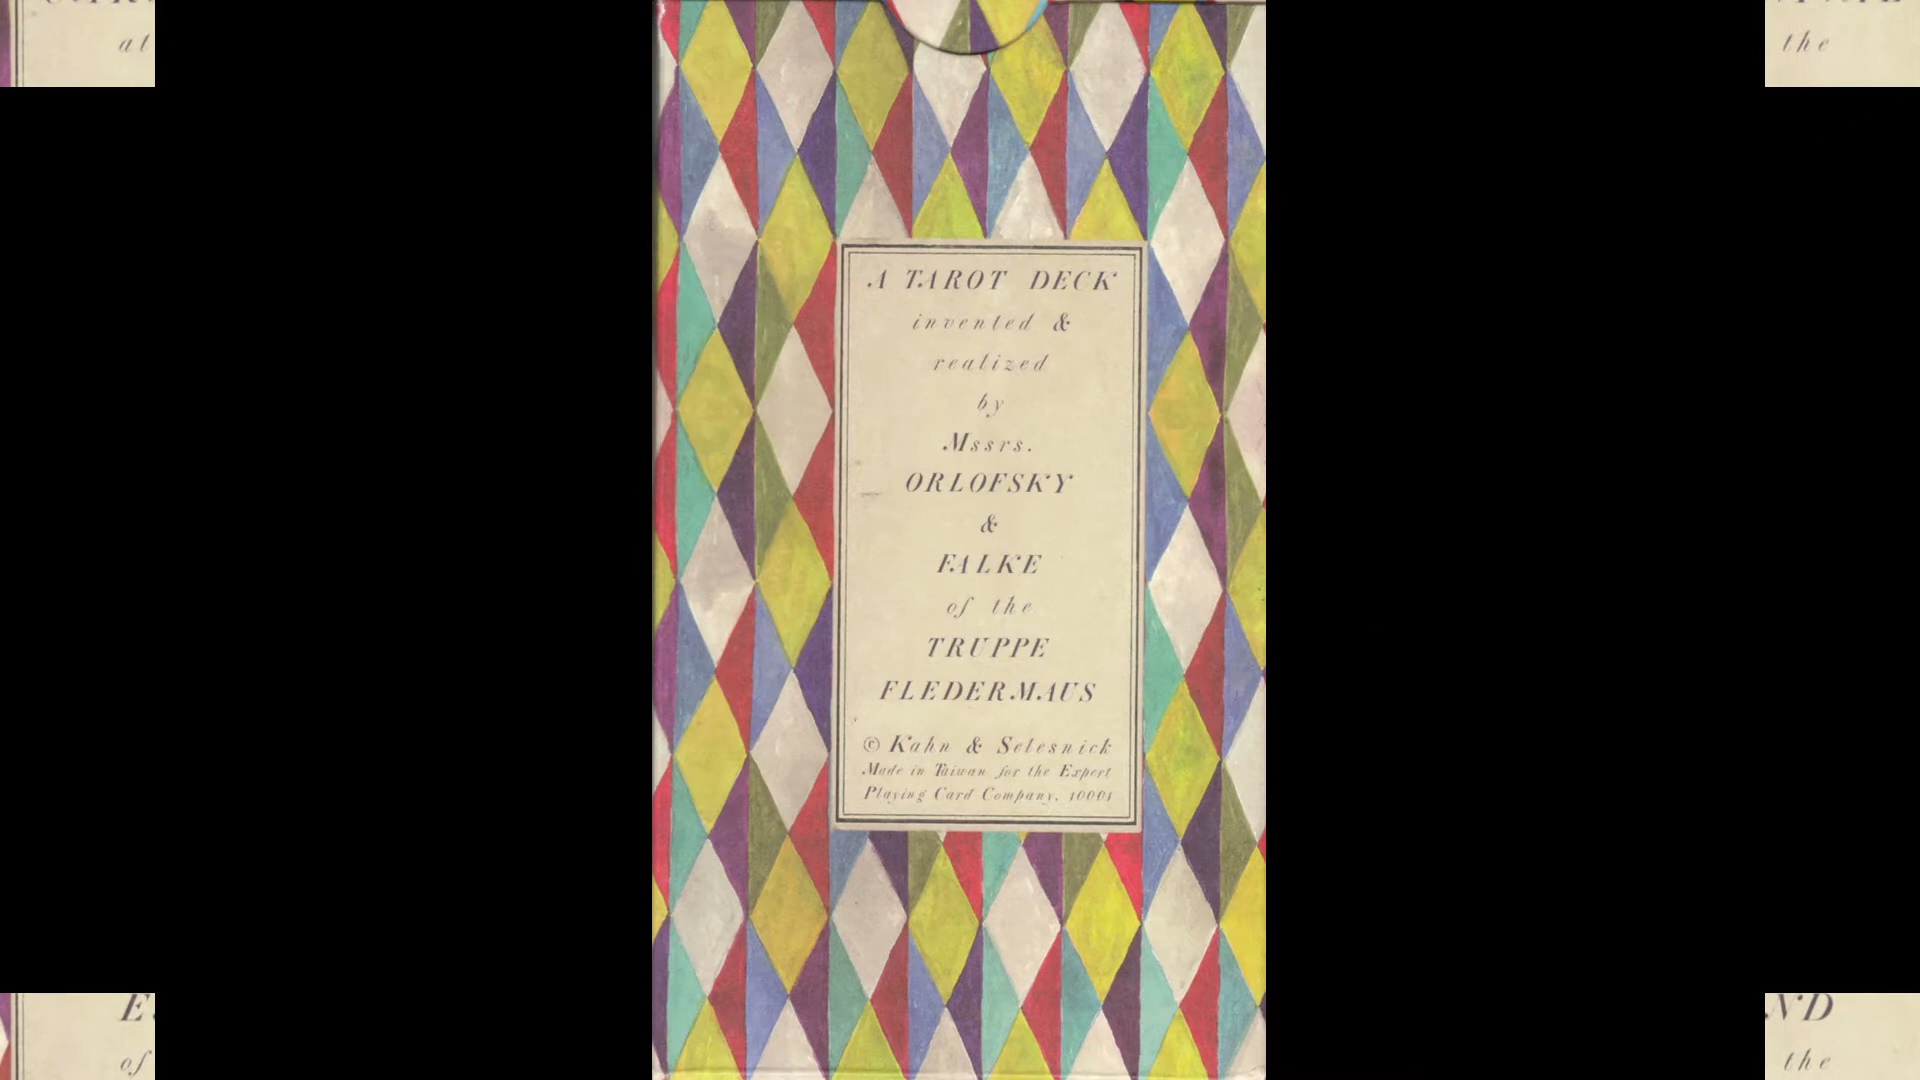 at
the
A TAROT DECK
invented &
realized
by
Mssrs.
ORLOFSKY
&
FALKE
of the
TRUPPE
FLEDERMAUS
© Kahn & Selesnick
Made in Taiwan for the Expert
Playing Card Company, 10001
of
ND
the